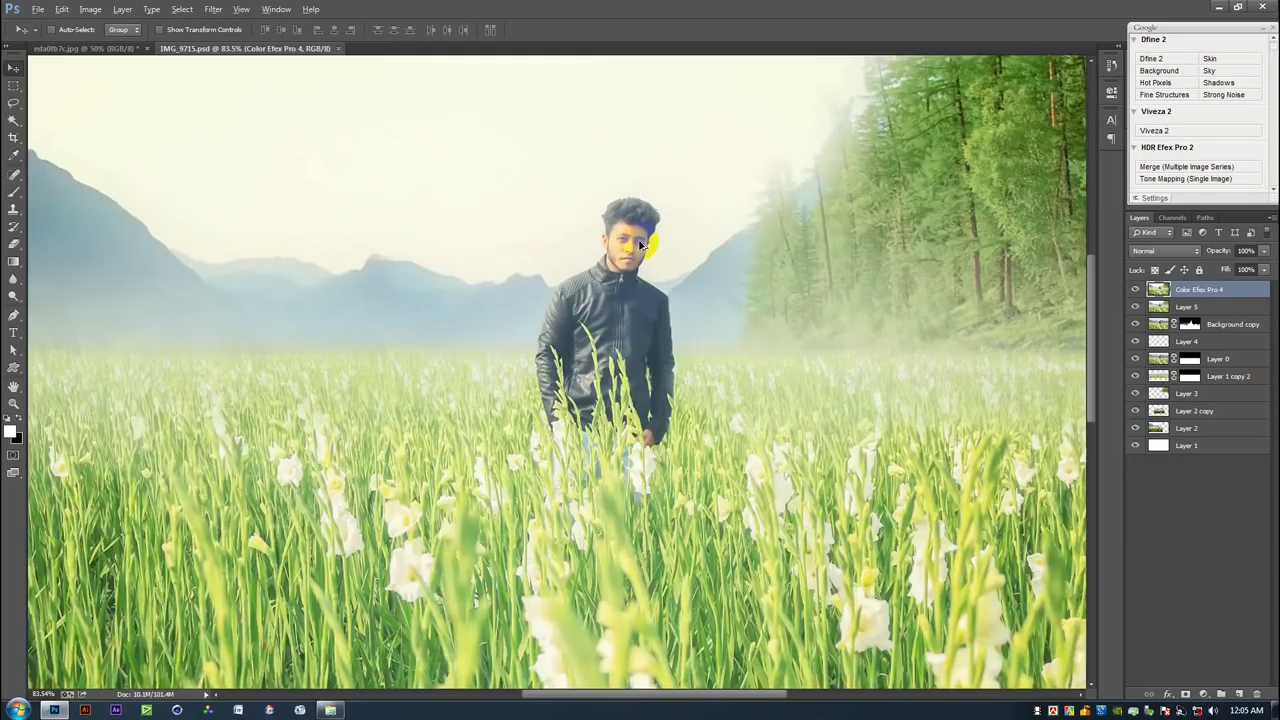 Ps File Edit Image Layer Type Select Filter View Window Help
Auto-Select: Group Show Transform Controls
eda0fb7c.jpg @ 50% (RGB/8) * × IMG_9715.psd @ 83.5% (Color Efex Pro 4, RGB/8) ×
Google
Dfine 2
Dfine 2 Skin
Background Sky
Hot Pixels Shadows
Fine Structures Strong Noise
Viveza 2
Viveza 2
HDR Efex Pro 2
Merge (Multiple Image Series)
Tone Mapping (Single Image)
Settings
Layers Channels Paths
Kind
Normal Opacity: 100%
Lock: Fill: 100%
Color Efex Pro 4
Layer 5
Background copy
Layer 4
Layer 0
Layer 1 copy 2
Layer 3
Layer 2 copy
Layer 2
Layer 1
83.54% Doc: 10.1M/101.4M
12:05 AM